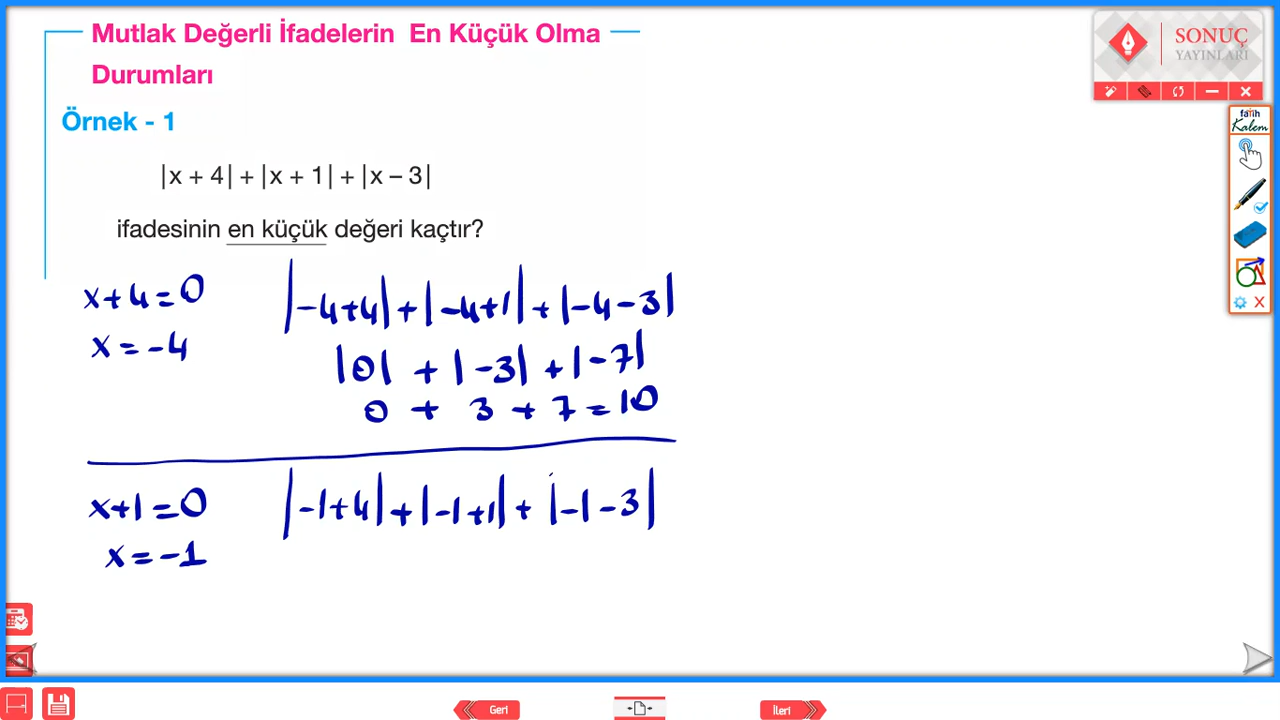 Mutlak Değerli İfadelerin En Küçük Olma
Durumları
Örnek - 1
|x + 4| + |x + 1| + |x – 3|
ifadesinin en küçük değeri kaçtır?
x+4=0
x=-4
|-4+4|+|-4+1|+|-4-3|
|0| + |-3| + |-7|
0 + 3 + 7 = 10
x+1=0
x=-1
|-1+4|+|-1+1|+|-1-3|
SONUÇ
YAYINLARI
fatih
Kalem
Geri
İleri